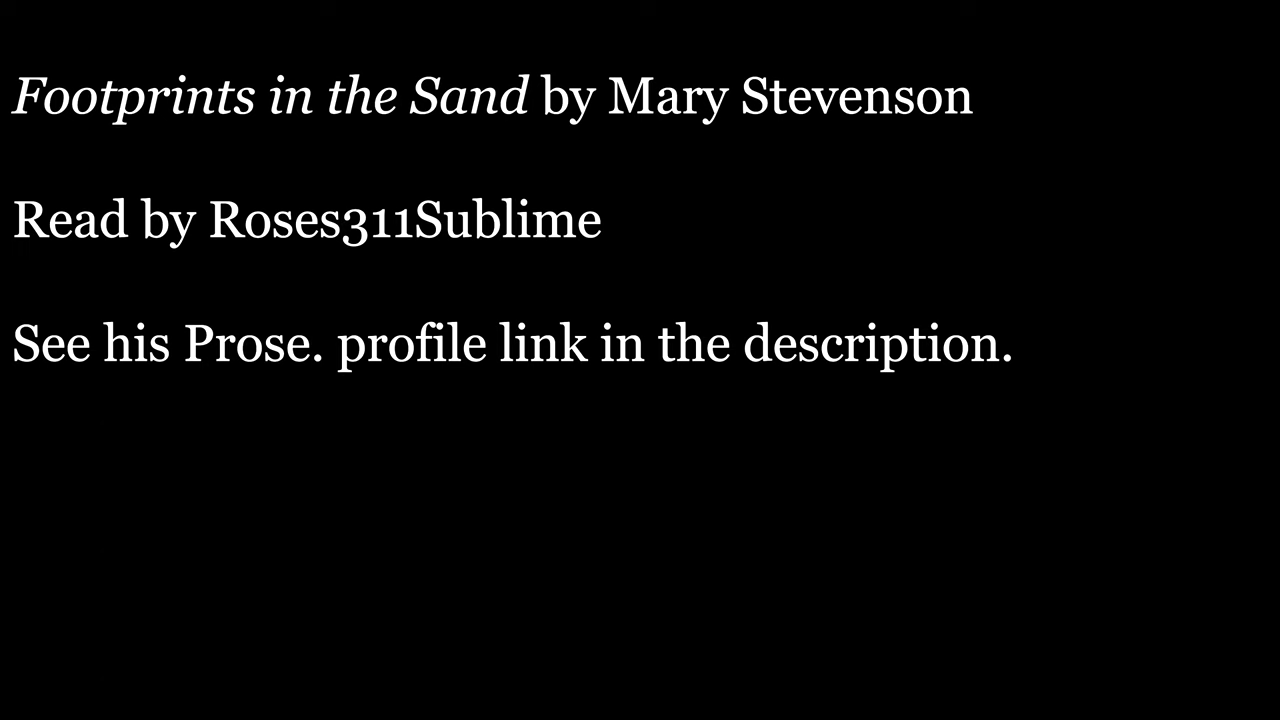 Footprints in the Sand by Mary Stevenson
Read by Roses311Sublime
See his Prose. profile link in the description.